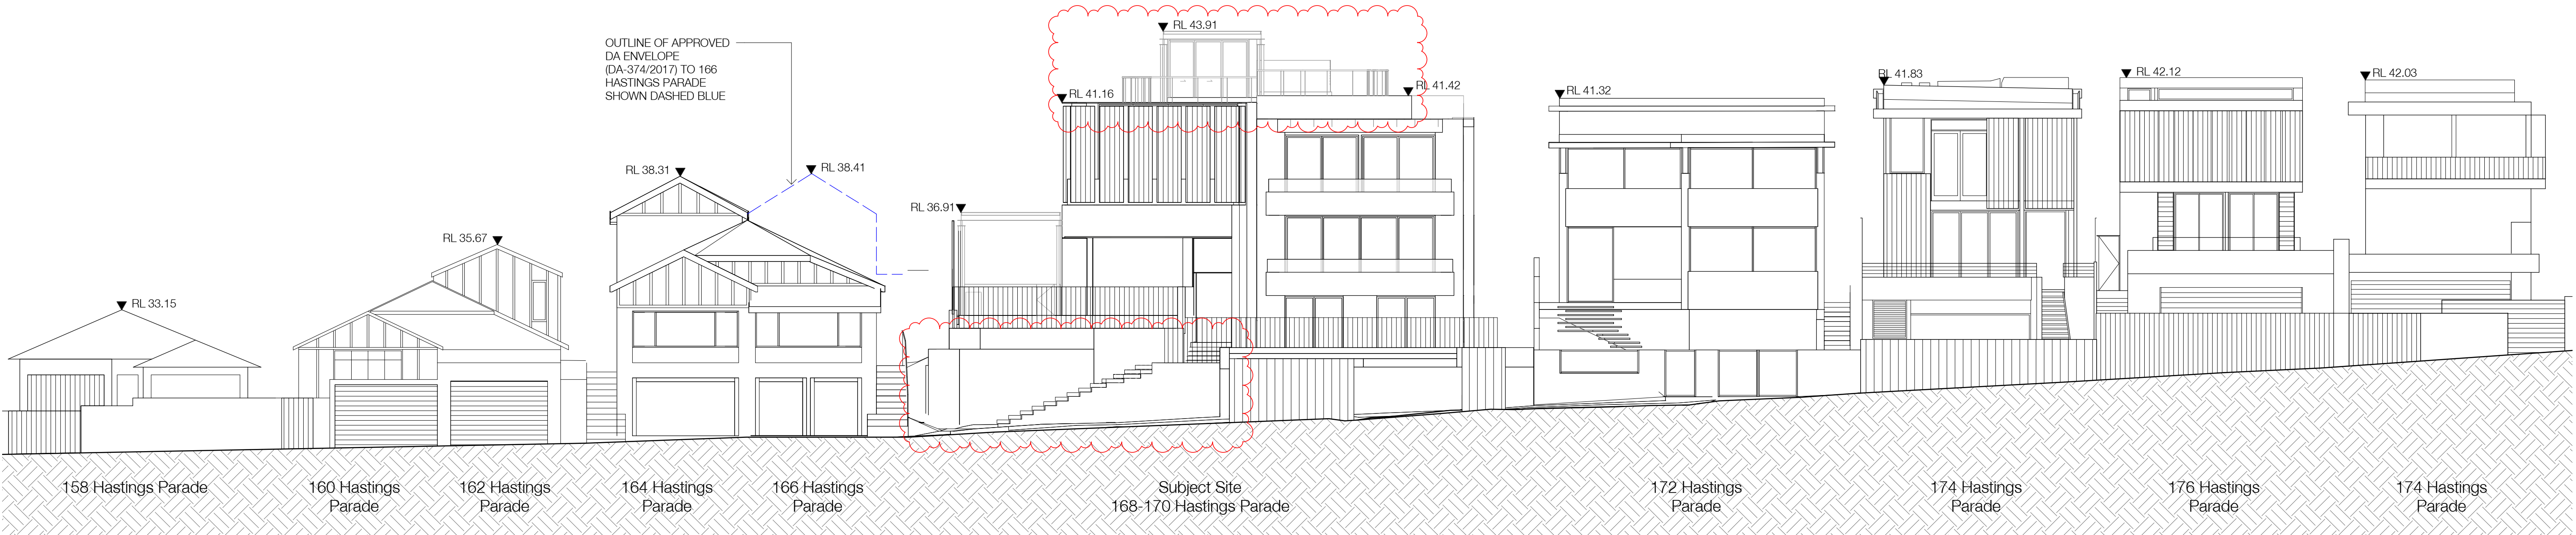 OUTLINE OF APPROVED
DA ENVELOPE
(DA-374/2017) TO 166
HASTINGS PARADE
SHOWN DASHED BLUE
RL 33.15
RL 35.67
RL 38.31
RL 38.41
RL 36.91
RL 43.91
RL 41.16
RL 41.42
RL 41.32
RL 41.83
RL 42.12
RL 42.03
158 Hastings Parade
160 Hastings
Parade
162 Hastings
Parade
164 Hastings
Parade
166 Hastings
Parade
Subject Site
168-170 Hastings Parade
172 Hastings
Parade
174 Hastings
Parade
176 Hastings
Parade
174 Hastings
Parade